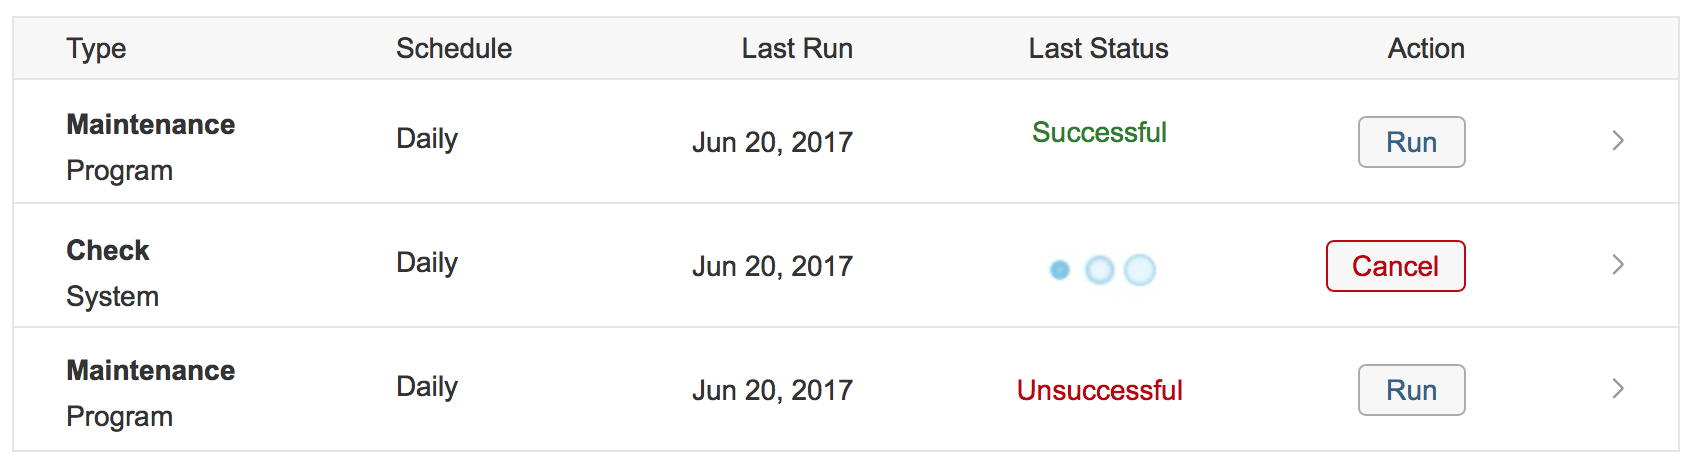 Type Schedule Last Run Last Status Action
Maintenance
Program
Daily Jun 20, 2017 Successful Run
Check
System
Daily Jun 20, 2017 Cancel
Maintenance
Program
Daily Jun 20, 2017 Unsuccessful Run